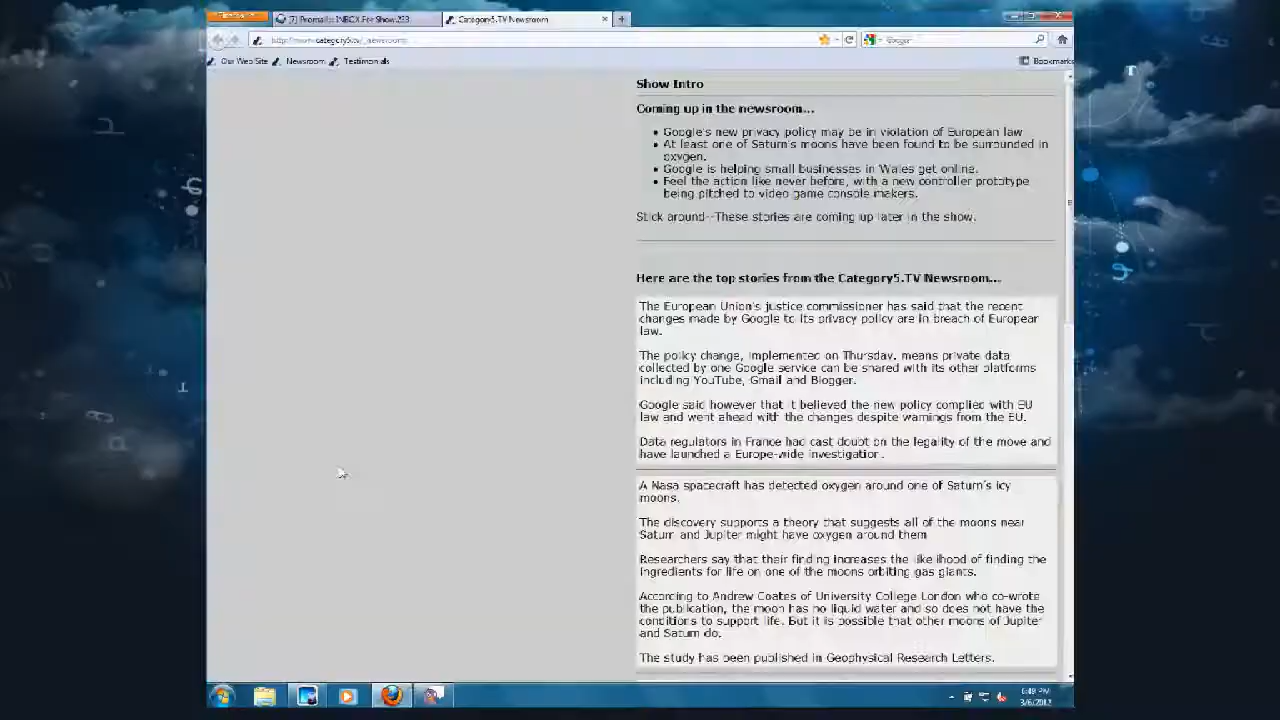 [7] Promail :: INBOX For Show 233
Category5.TV Newsroom
Google
Our Web Site
Newsroom
Testimonials
Bookmarks
Show Intro
Coming up in the newsroom...
• Google's new privacy policy may be in violation of European law
• At least one of Saturn's moons have been found to be surrounded in
oxygen.
• Google is helping small businesses in Wales get online.
• Feel the action like never before, with a new controller prototype
being pitched to video game console makers.
Stick around--These stories are coming up later in the show.
Here are the top stories from the Category5.TV Newsroom...
The European Union's justice commissioner has said that the recent
changes made by Google to its privacy policy are in breach of European
law.
The policy change, implemented on Thursday, means private data
collected by one Google service can be shared with its other platforms
including YouTube, Gmail and Blogger.
Google said however that it believed the new policy complied with EU
law and went ahead with the changes despite warnings from the EU.
Data regulators in France had cast doubt on the legality of the move and
have launched a Europe-wide investigation.
A Nasa spacecraft has detected oxygen around one of Saturn's icy
moons.
The discovery supports a theory that suggests all of the moons near
Saturn and Jupiter might have oxygen around them
Researchers say that their finding increases the likelihood of finding the
ingredients for life on one of the moons orbiting gas giants.
According to Andrew Coates of University College London who co-wrote
the publication, the moon has no liquid water and so does not have the
conditions to support life. But it is possible that other moons of Jupiter
and Saturn do.
The study has been published in Geophysical Research Letters.
6:49 PM
3/6/2012